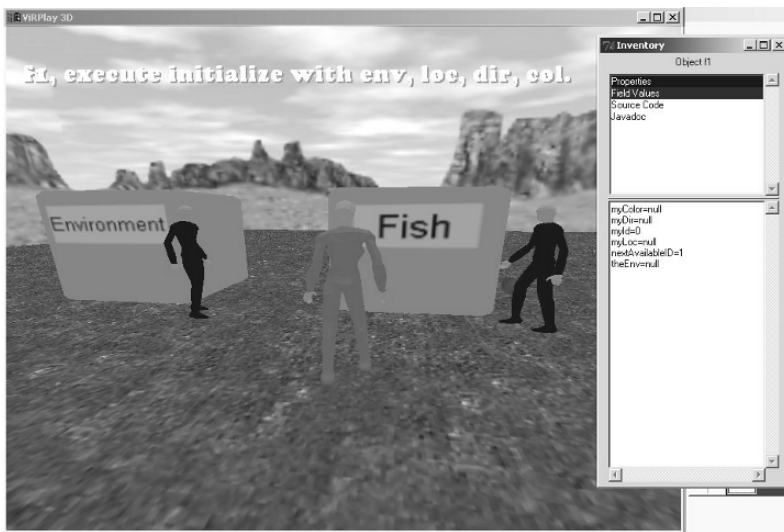 ViRPlay 3D
f1, execute initialize with env, loc, dir, col.
Environment
Fish
Inventory
Object f1
Properties
Field Values
Source Code
Javadoc
myColor=null
myDir=null
myId=0
myLoc=null
nextAvailableID=1
theEnv=null